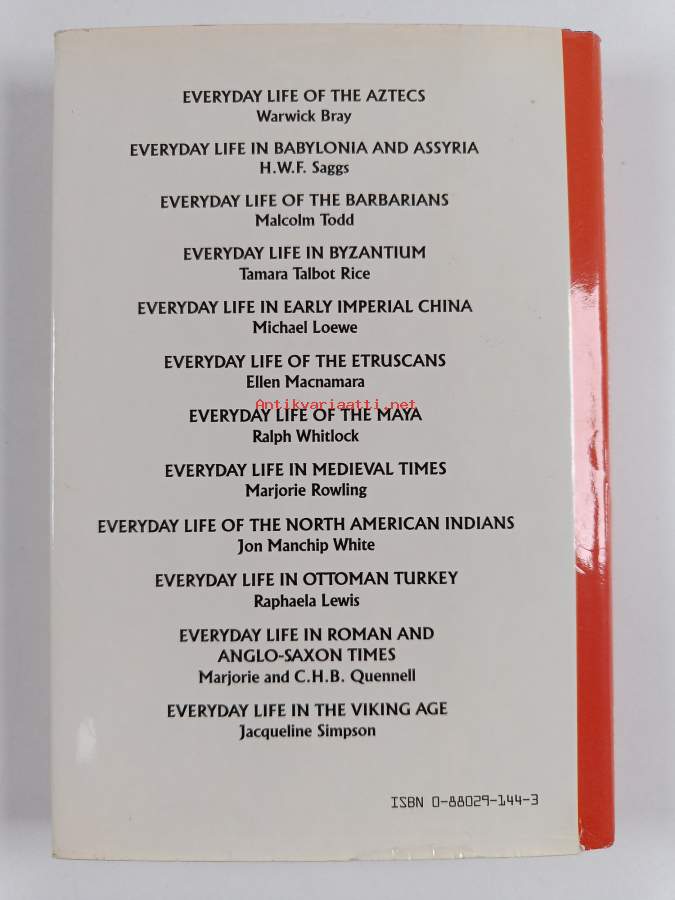 EVERYDAY LIFE OF THE AZTECS
Warwick Bray
EVERYDAY LIFE IN BABYLONIA AND ASSYRIA
H.W.F. Saggs
EVERYDAY LIFE OF THE BARBARIANS
Malcolm Todd
EVERYDAY LIFE IN BYZANTIUM
Tamara Talbot Rice
EVERYDAY LIFE IN EARLY IMPERIAL CHINA
Michael Loewe
EVERYDAY LIFE OF THE ETRUSCANS
Ellen Macnamara
Antikvariaatti.net
EVERYDAY LIFE OF THE MAYA
Ralph Whitlock
EVERYDAY LIFE IN MEDIEVAL TIMES
Marjorie Rowling
EVERYDAY LIFE OF THE NORTH AMERICAN INDIANS
Jon Manchip White
EVERYDAY LIFE IN OTTOMAN TURKEY
Raphaela Lewis
EVERYDAY LIFE IN ROMAN AND
ANGLO-SAXON TIMES
Marjorie and C.H.B. Quennell
EVERYDAY LIFE IN THE VIKING AGE
Jacqueline Simpson
ISBN 0-88029-144-3